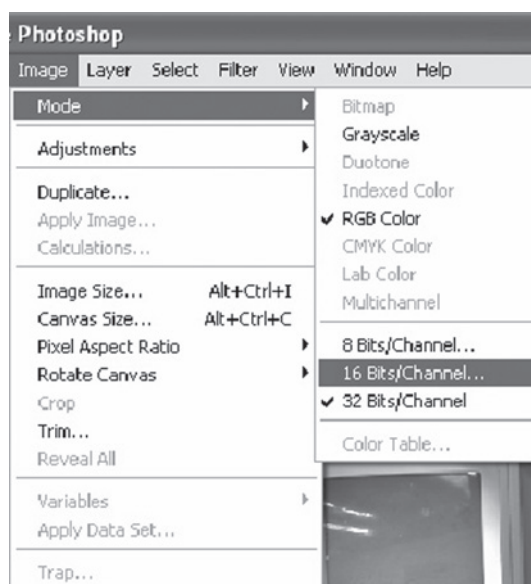 Photoshop
Image Layer Select Filter View Window Help
Mode
Adjustments
Duplicate...
Apply Image...
Calculations...
Image Size... Alt+Ctrl+I
Canvas Size... Alt+Ctrl+C
Pixel Aspect Ratio
Rotate Canvas
Crop
Trim...
Reveal All
Variables
Apply Data Set...
Trap...
Bitmap
Grayscale
Duotone
Indexed Color
RGB Color
CMYK Color
Lab Color
Multichannel
8 Bits/Channel...
16 Bits/Channel...
32 Bits/Channel
Color Table...